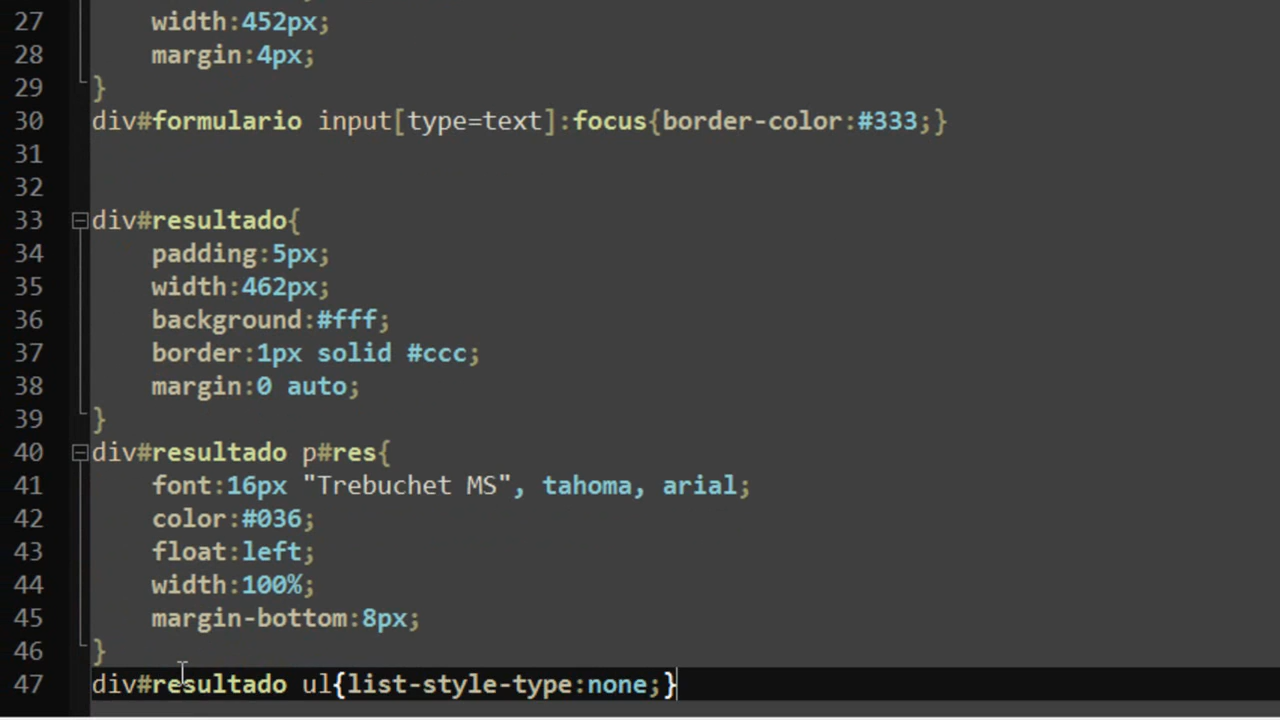 27 width:452px;
28 margin:4px;
29 }
30 div#formulario input[type=text]:focus{border-color:#333;}
31
32
33 div#resultado{
34 padding:5px;
35 width:462px;
36 background:#fff;
37 border:1px solid #ccc;
38 margin:0 auto;
39 }
40 div#resultado p#res{
41 font:16px "Trebuchet MS", tahoma, arial;
42 color:#036;
43 float:left;
44 width:100%;
45 margin-bottom:8px;
46 }
47 div#resultado ul{list-style-type:none;}